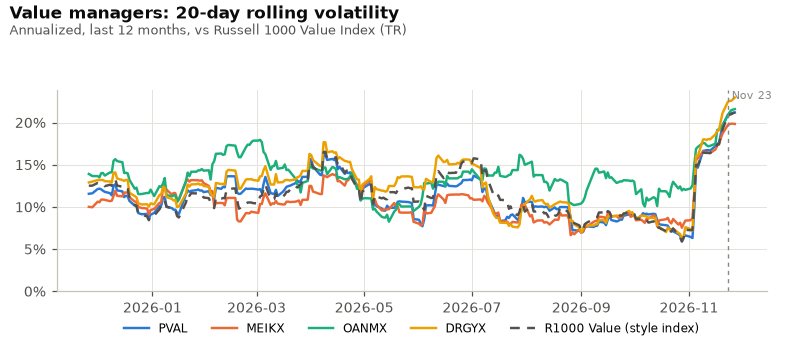 Value managers: 20-day rolling volatility
Annualized, last 12 months, vs Russell 1000 Value Index (TR)
Nov 23
20%
15%
10%
5%
0%
2026-01 2026-03 2026-05 2026-07 2026-09 2026-11
PVAL MEIKX OANMX DRGYX R1000 Value (style index)